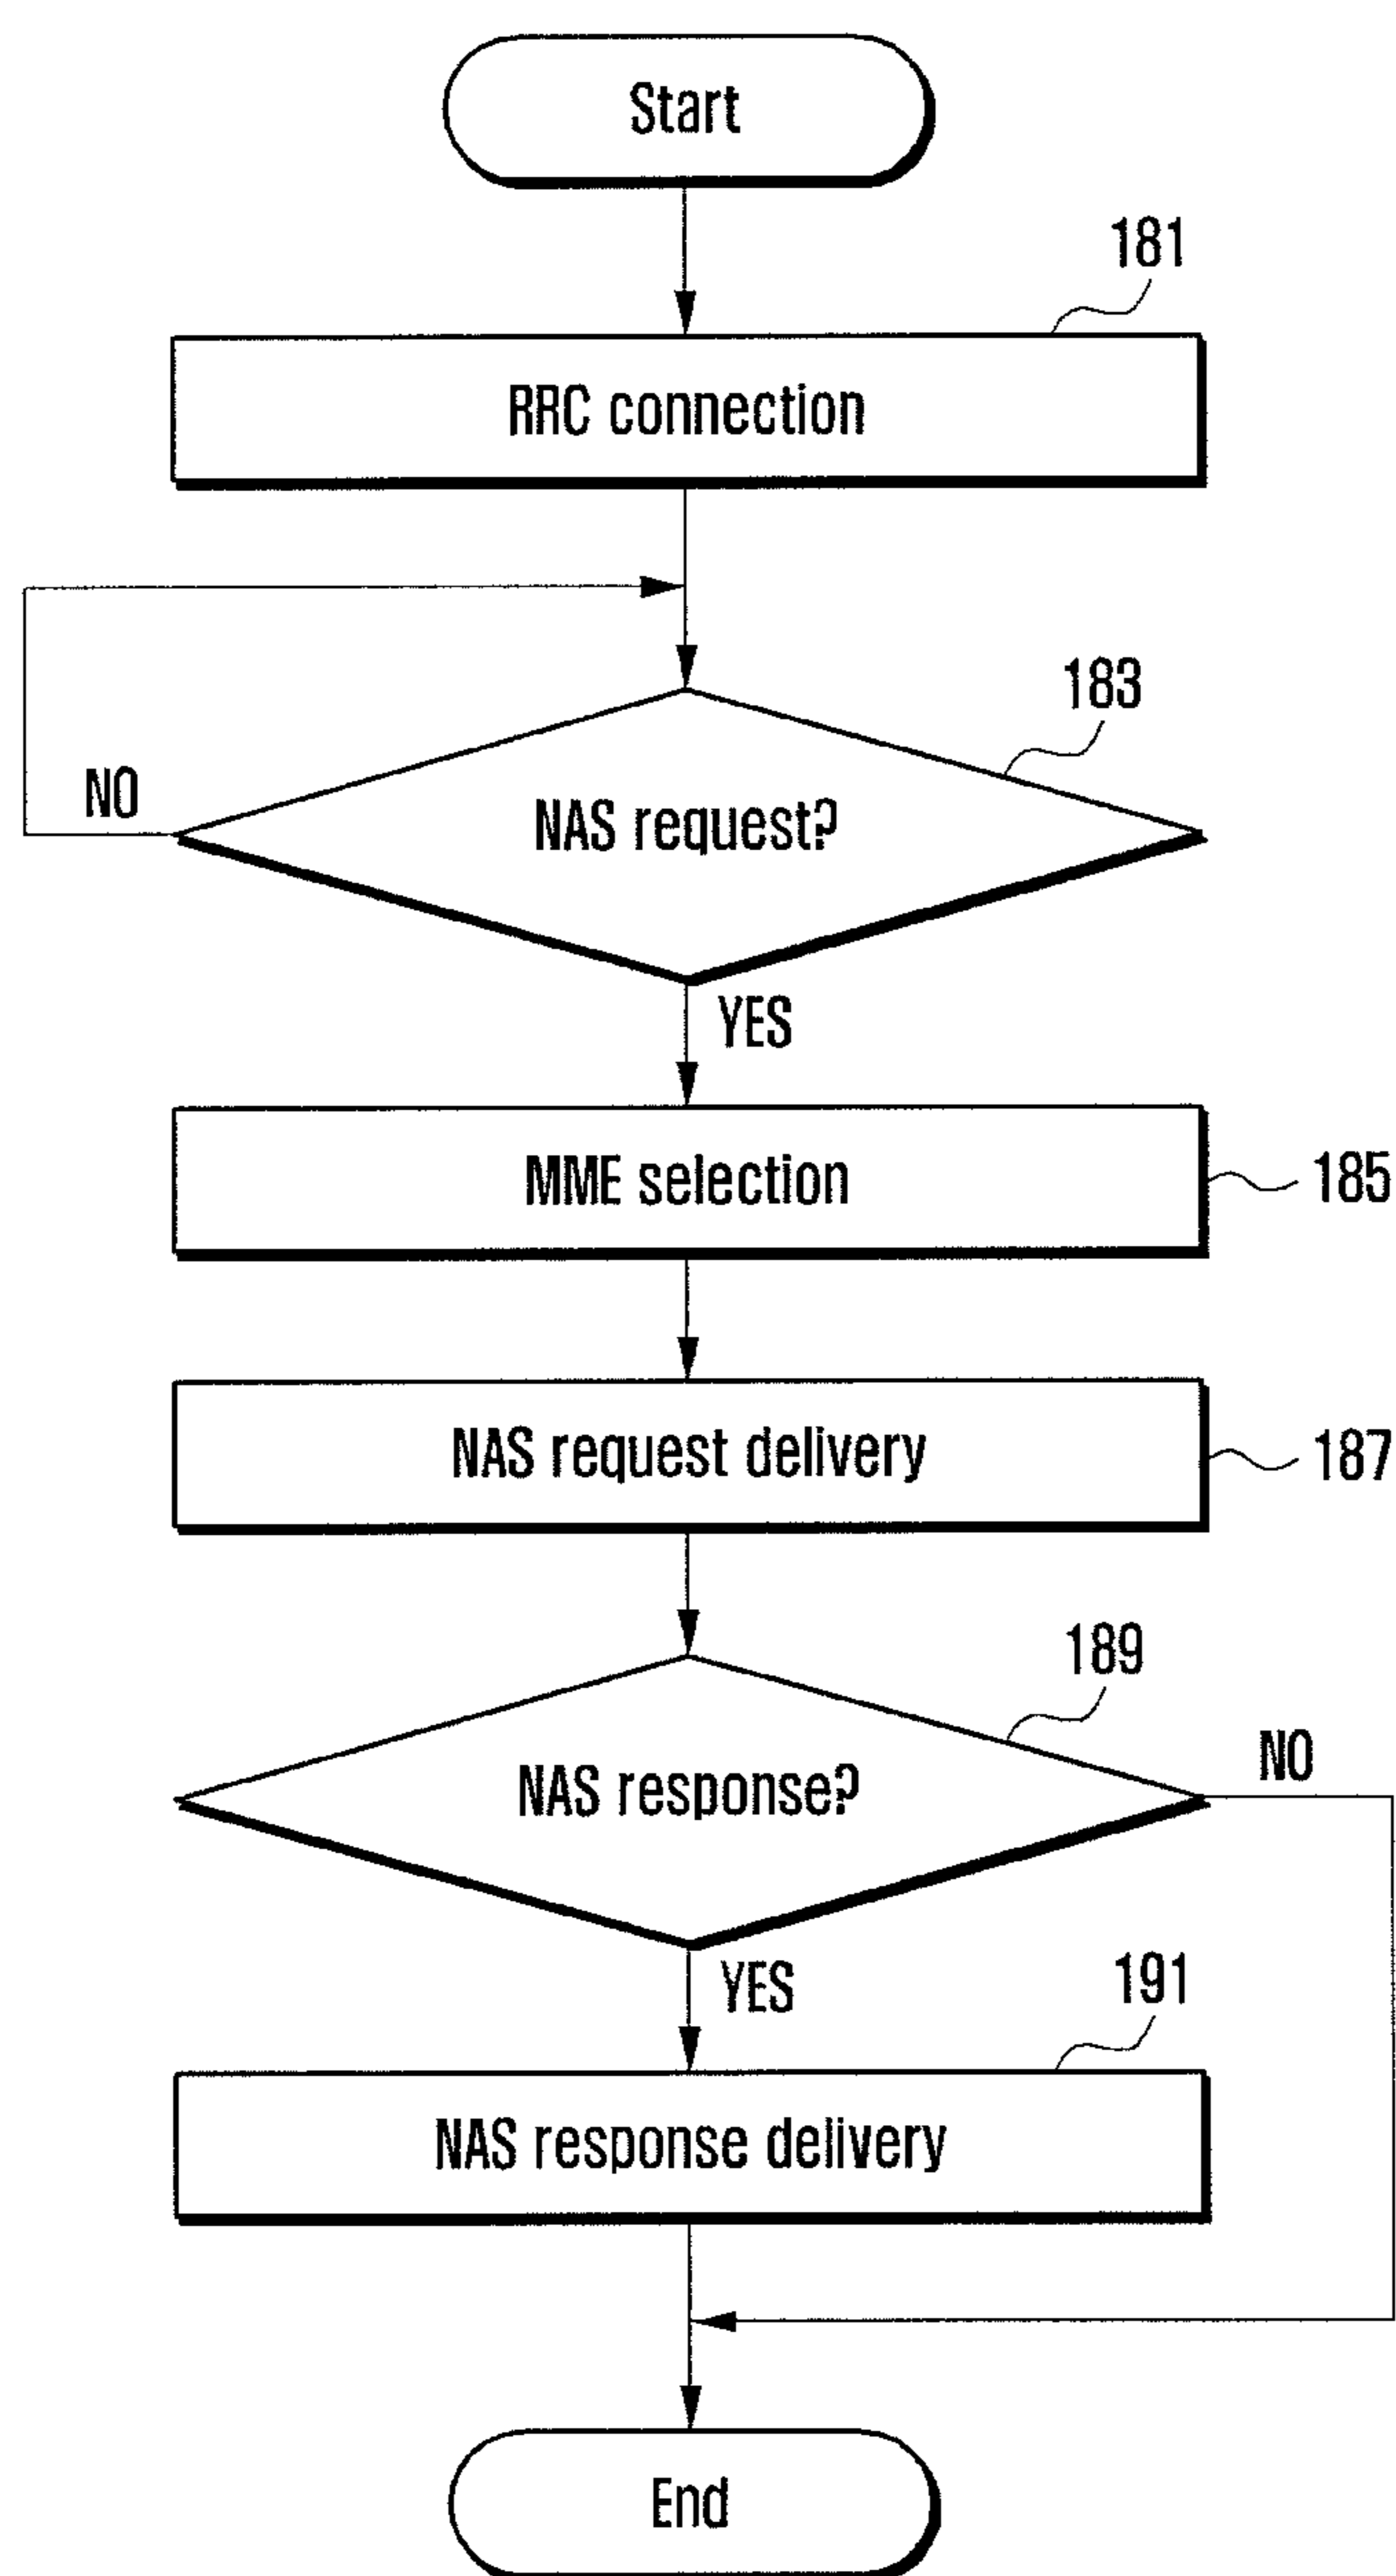 Start
181
RRC connection
183
NO
NAS request?
YES
MME selection
185
NAS request delivery
187
189
NO
NAS response?
YES
191
NAS response delivery
End